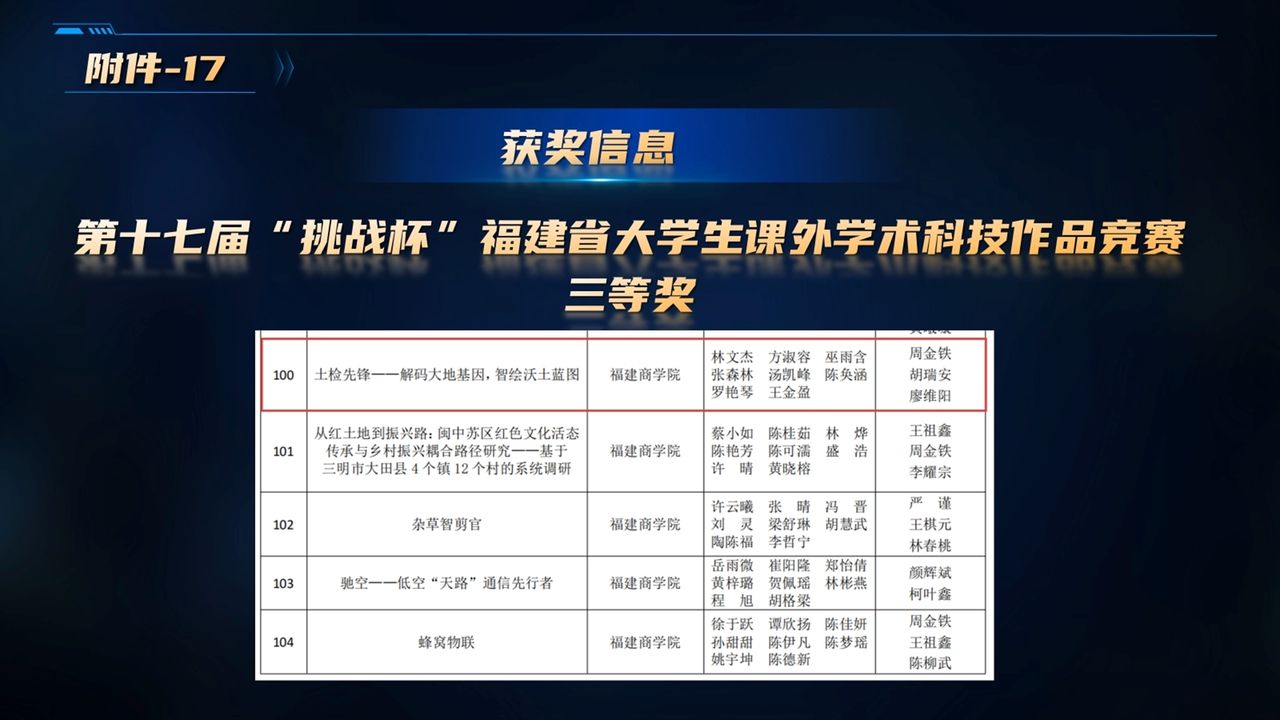 附件-17
获奖信息
第十七届“挑战杯”福建省大学生课外学术科技作品竞赛
三等奖
100 土检先锋——解码大地基因，智绘沃土蓝图 福建商学院
林文杰 方淑容 巫雨含
张森林 汤凯峰 陈奂涵
罗艳琴 王金盈
周金铁
胡瑞安
廖维阳
101
从红土地到振兴路：闽中苏区红色文化活态
传承与乡村振兴耦合路径研究——基于
三明市大田县 4 个镇 12 个村的系统调研
福建商学院
蔡小如 陈桂茹 林 烨
陈艳芳 陈可濡 盛 浩
许 晴 黄晓榕
王祖鑫
周金铁
李耀宗
102 杂草智剪官 福建商学院
许云曦 张 晴 冯 晋
刘 灵 梁舒琳 胡慧武
陶陈福 李哲宁
严 谨
王棋元
林春桃
103 驰空——低空“天路”通信先行者 福建商学院
岳雨微 崔阳隆 郑怡倩
黄梓璐 贺佩瑶 林彬燕
程 旭 胡格梁
颜辉斌
柯叶鑫
104 蜂窝物联 福建商学院
徐于跃 谭欣扬 陈佳妍
孙甜甜 陈伊凡 陈梦瑶
姚宇坤 陈德新
周金铁
王祖鑫
陈柳武